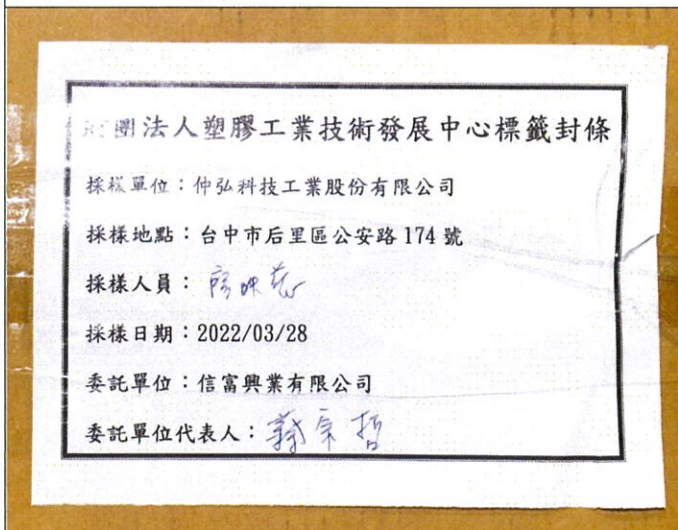 財團法人塑膠工業技術發展中心標籤封條
採樣單位：仲弘科技工業股份有限公司
採樣地點：台中市后里區公安路 174 號
採樣人員：
採樣日期：2022/03/28
委託單位：信富興業有限公司
委託單位代表人：